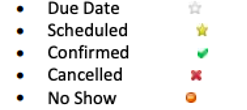 • Due Date
• Scheduled
• Confirmed
• Cancelled
• No Show